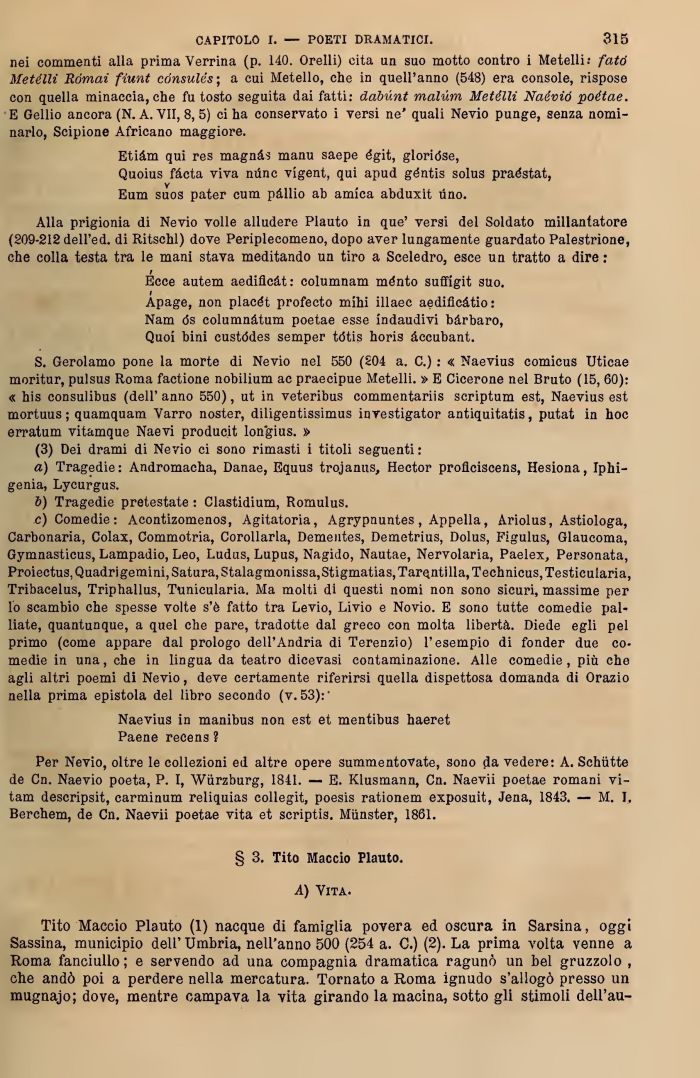 CAPITOLO I. — POETI DRAMATICI. 315
nei commenti alla prima Verrina (p. 140. Orelli) cita un suo motto contro i Metelli: fató
Metélli Római fíunt cónsulés; a cui Metello, che in quell'anno (548) era console, rispose
con quella minaccia, che fu tosto seguita dai fatti: dabúnt malúm Metélli Naévió poétae.
E Gellio ancora (N. A. VII, 8, 5) ci ha conservato i versi ne' quali Nevio punge, senza nomi-
narlo, Scipione Africano maggiore.
Etiám qui res magnás manu saepe égit, glorióse,
Quoius fácta viva núnc vígent, qui apud géntis solus praéstat,
Eum suos pater cum pállio ab amíca abduxit úno.
Alla prigionia di Nevio volle alludere Plauto in que' versi del Soldato millantatore
(209-212 dell'ed. di Ritschl) dove Periplecomeno, dopo aver lungamente guardato Palestrione,
che colla testa tra le mani stava meditando un tiro a Sceledro, esce un tratto a dire:
Écce autem aedificát: columnam ménto suffígit suo.
Ápage, non placét profecto míhi illaec aedificátio:
Nam ós columnátum poetae esse índaudivi bárbaro,
Quoí bini custódes semper tótis horis áccubant.
S. Gerolamo pone la morte di Nevio nel 550 (204 a. C.) : « Naevius comicus Uticae
moritur, pulsus Roma factione nobilium ac praecipue Metelli. » E Cicerone nel Bruto (15, 60):
« his consulibus (dell' anno 550), ut in veteribus commentariis scriptum est, Naevius est
mortuus; quamquam Varro noster, diligentissimus investigator antiquitatis, putat in hoc
erratum vitamque Naevi producit longius. »
(3) Dei drami di Nevio ci sono rimasti i titoli seguenti:
a) Tragedie: Andromacha, Danae, Equus trojanus, Hector proficiscens, Hesiona, Iphi-
genia, Lycurgus.
b) Tragedie pretestate : Clastidium, Romulus.
c) Comedie: Acontizomenos, Agitatoria, Agrypnuntes, Appella, Ariolus, Astiologa,
Carbonaria, Colax, Commotria, Corollarla, Dementes, Demetrius, Dolus, Figulus, Glaucoma,
Gymnasticus, Lampadio, Leo, Ludus, Lupus, Nagido, Nautae, Nervolaria, Paelex, Personata,
Proiectus, Quadrigemini, Satura, Stalagmonissa, Stigmatias, Tarentilla, Technicus, Testicularia,
Tribacelus, Triphallus, Tunicularia. Ma molti di questi nomi non sono sicuri, massime per
lo scambio che spesse volte s'è fatto tra Levio, Livio e Novio. E sono tutte comedie pal-
liate, quantunque, a quel che pare, tradotte dal greco con molta libertà. Diede egli pel
primo (come appar dal prologo dell'Andria di Terenzio) l'esempio di fonder due co-
medie in una, che in lingua da teatro dicevasi contaminazione. Alle comedie, più che
agli altri poemi di Nevio, deve certamente riferirsi quella dispettosa domanda di Orazio
nella prima epistola del libro secondo (v. 53):
Naevius in manibus non est et mentibus haeret
Paene recens?
Per Nevio, oltre le collezioni ed altre opere summentovate, sono da vedere: A. Schütte
de Cn. Naevio poeta, P. I, Würzburg, 1841. — E. Klusmann, Cn. Naevii poetae romani vi-
tam descripsit, carminum reliquias collegit, poesis rationem exposuit, Jena, 1843. — M. I.
Berchem, de Cn. Naevii poetae vita et scriptis. Münster, 1861.
§ 3. Tito Maccio Plauto.
A) VITA.
Tito Maccio Plauto (1) nacque di famiglia povera ed oscura in Sarsina, oggi
Sassina, municipio dell' Umbria, nell'anno 500 (254 a. C.) (2). La prima volta venne a
Roma fanciullo; e servendo ad una compagnia dramatica ragunò un bel gruzzolo,
che andò poi a perdere nella mercatura. Tornato a Roma ignudo s'allogò presso un
mugnajo; dove, mentre campava la vita girando la macina, sotto gli stimoli dell'au-